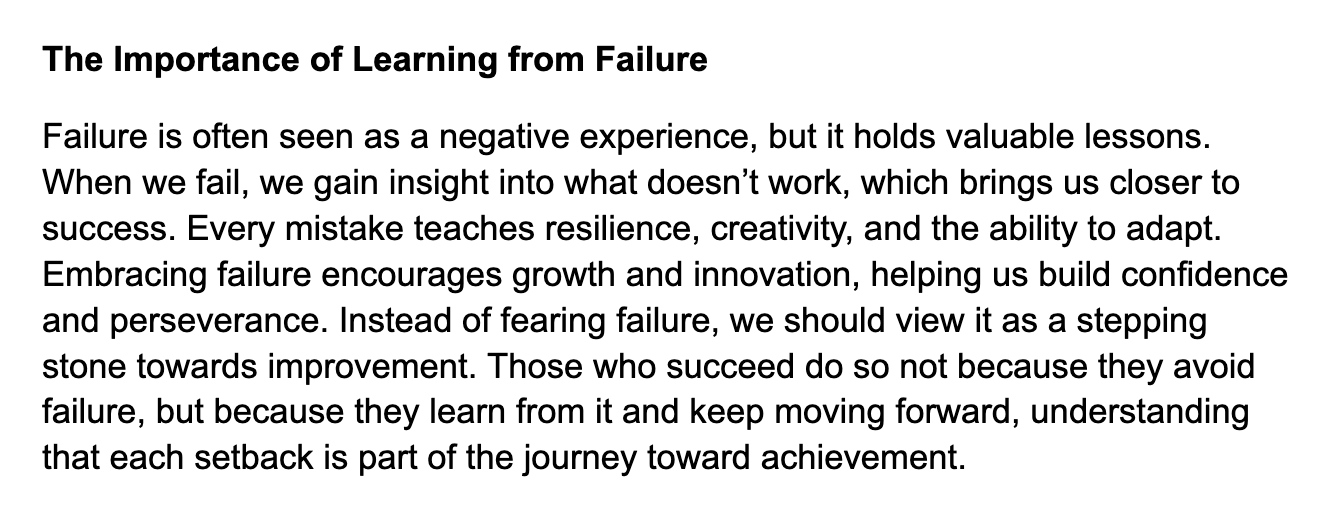 The Importance of Learning from Failure
Failure is often seen as a negative experience, but it holds valuable lessons.
When we fail, we gain insight into what doesn’t work, which brings us closer to
success. Every mistake teaches resilience, creativity, and the ability to adapt.
Embracing failure encourages growth and innovation, helping us build confidence
and perseverance. Instead of fearing failure, we should view it as a stepping
stone towards improvement. Those who succeed do so not because they avoid
failure, but because they learn from it and keep moving forward, understanding
that each setback is part of the journey toward achievement.